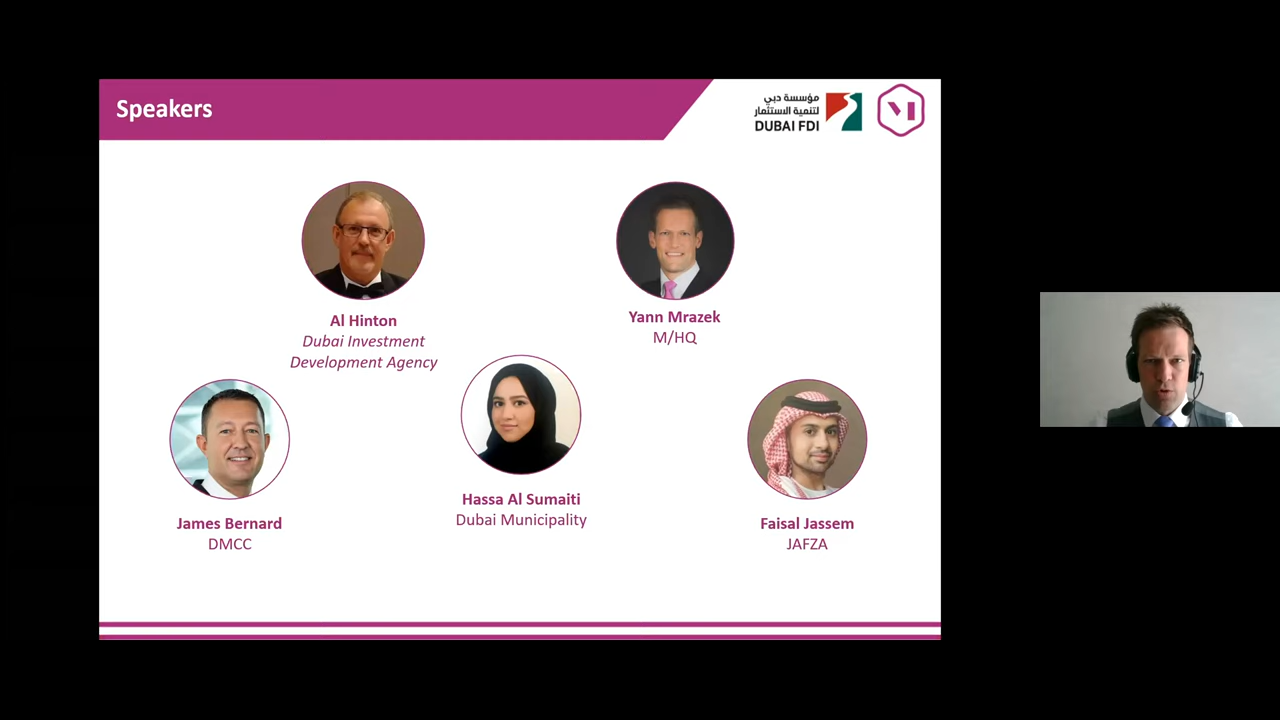 Speakers
مؤسسة دبي
لتنمية الاستثمار
DUBAI FDI
Al Hinton
Dubai Investment
Development Agency
Yann Mrazek
M/HQ
James Bernard
DMCC
Hassa Al Sumaiti
Dubai Municipality
Faisal Jassem
JAFZA